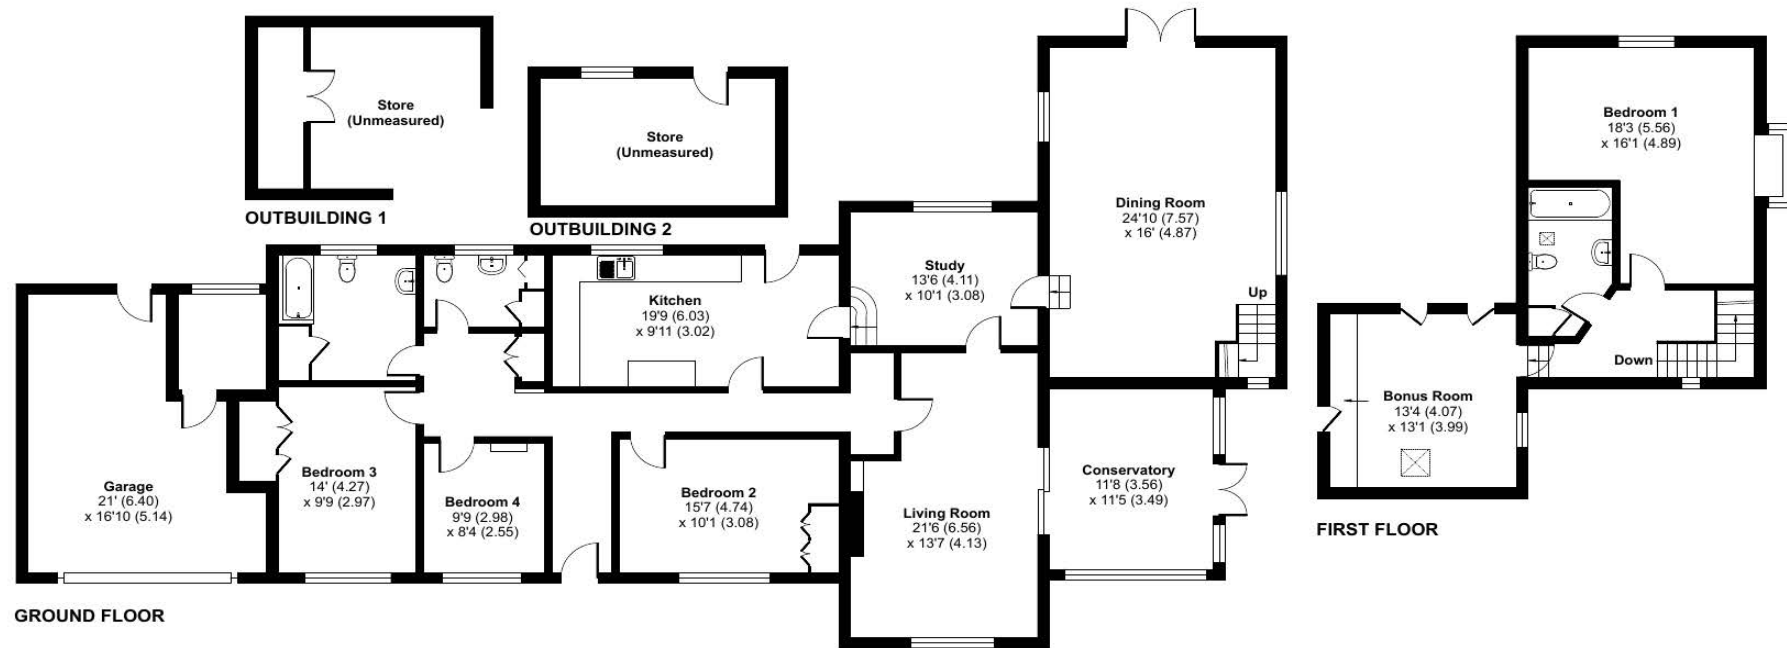 Store
(Unmeasured)
OUTBUILDING 1
Store
(Unmeasured)
OUTBUILDING 2
Garage
21' (6.40)
x 16'10 (5.14)
Bedroom 3
14' (4.27)
x 9'9 (2.97)
Bedroom 4
9'9 (2.98)
x 8'4 (2.55)
Kitchen
19'9 (6.03)
x 9'11 (3.02)
Bedroom 2
15'7 (4.74)
x 10'1 (3.08)
Study
13'6 (4.11)
x 10'1 (3.08)
Living Room
21'6 (6.56)
x 13'7 (4.13)
Dining Room
24'10 (7.57)
x 16' (4.87)
Up
Conservatory
11'8 (3.56)
x 11'5 (3.49)
GROUND FLOOR
Bedroom 1
18'3 (5.56)
x 16'1 (4.89)
Down
Bonus Room
13'4 (4.07)
x 13'1 (3.99)
FIRST FLOOR